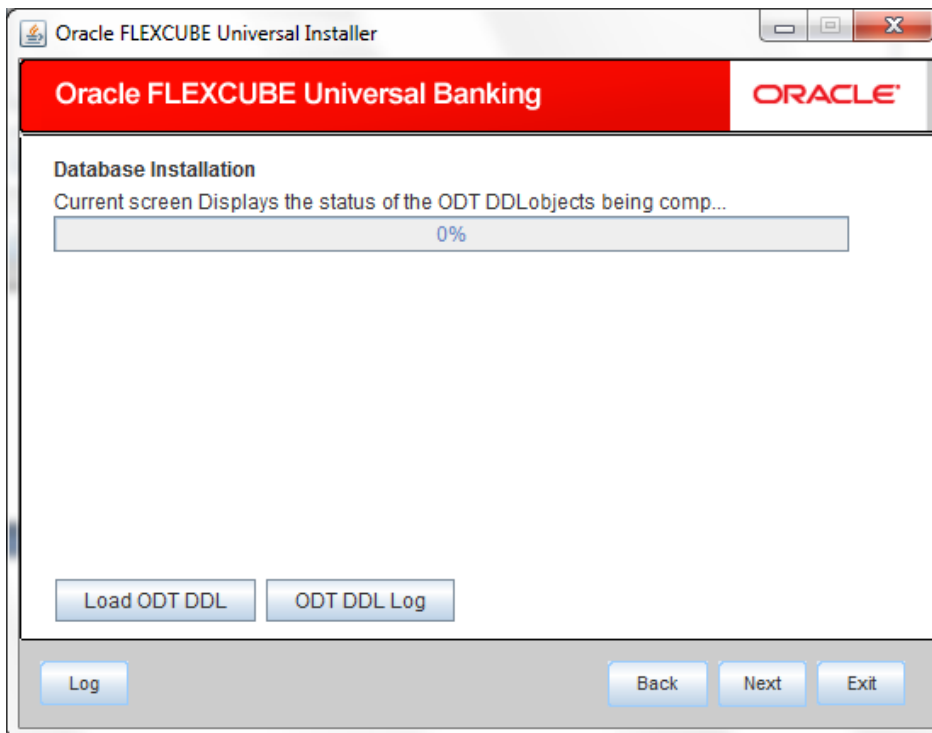 Oracle FLEXCUBE Universal Installer
Oracle FLEXCUBE Universal Banking
ORACLE
Database Installation
Current screen Displays the status of the ODT DDLobjects being comp...
0%
Load ODT DDL
ODT DDL Log
Log
Back
Next
Exit